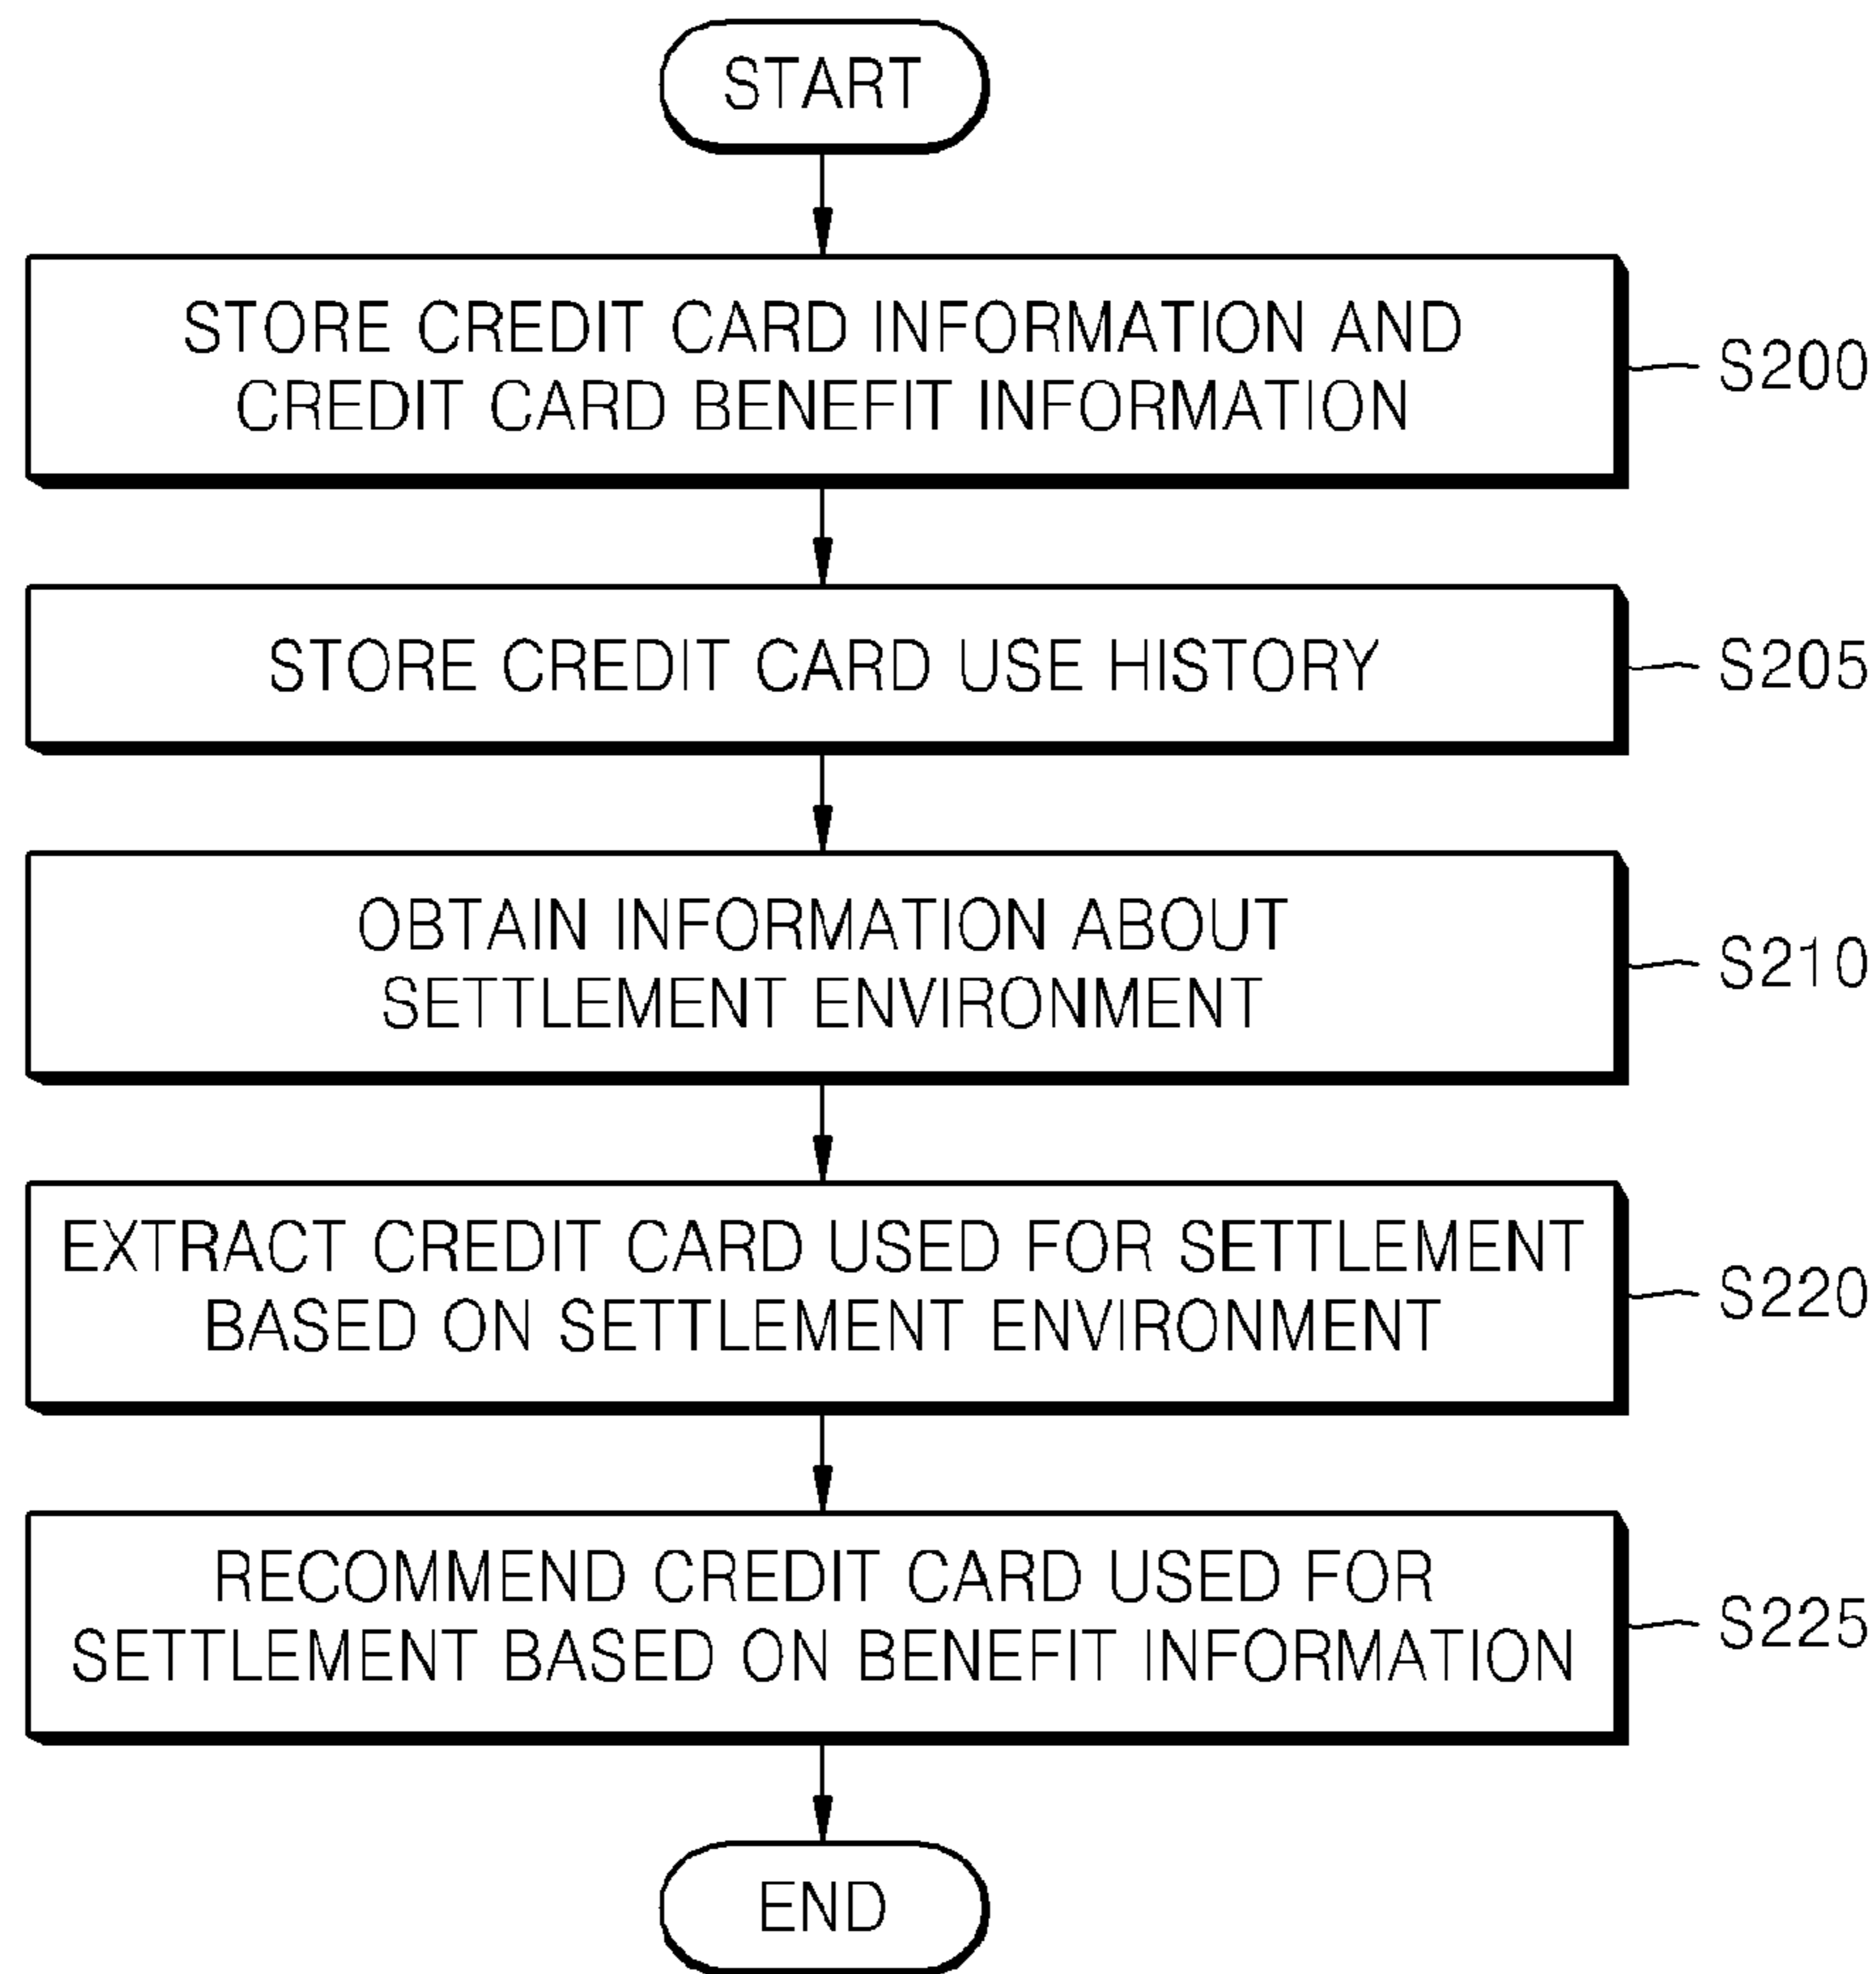 START
STORE CREDIT CARD INFORMATION AND
CREDIT CARD BENEFIT INFORMATION
S200
STORE CREDIT CARD USE HISTORY
S205
OBTAIN INFORMATION ABOUT
SETTLEMENT ENVIRONMENT
S210
EXTRACT CREDIT CARD USED FOR SETTLEMENT
BASED ON SETTLEMENT ENVIRONMENT
S220
RECOMMEND CREDIT CARD USED FOR
SETTLEMENT BASED ON BENEFIT INFORMATION
S225
END